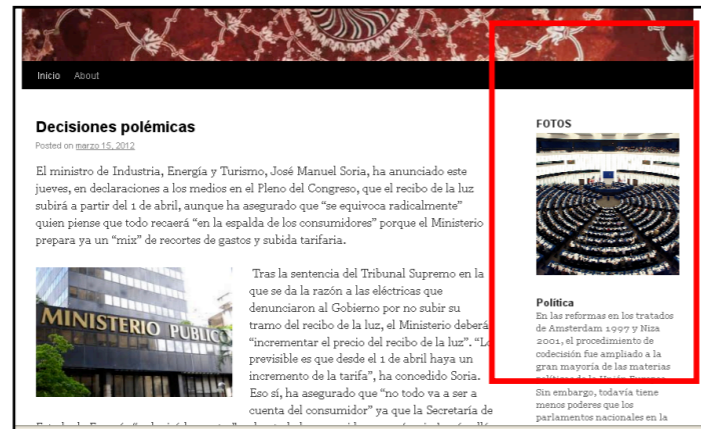 Inicio About
Decisiones polémicas
Posted on marzo 15, 2012
El ministro de Industria, Energía y Turismo, José Manuel Soria, ha anunciado este
jueves, en declaraciones a los medios en el Pleno del Congreso, que el recibo de la luz
subirá a partir del 1 de abril, aunque ha asegurado que “se equivoca radicalmente”
quien piense que todo recaerá “en la espalda de los consumidores” porque el Ministerio
prepara ya un “mix” de recortes de gastos y subida tarifaria.
MINISTERIO PUBLICO
Tras la sentencia del Tribunal Supremo en la
que se da la razón a las eléctricas que
denunciaron al Gobierno por no subir su
tramo del recibo de la luz, el Ministerio deberá
“incrementar el precio del recibo de la luz”. “Lo
previsible es que desde el 1 de abril haya un
incremento de la tarifa”, ha concedido Soria.
Eso sí, ha asegurado que “no todo va a ser a
cuenta del consumidor” ya que la Secretaría de
FOTOS
Política
En las reformas en los tratados
de Amsterdam 1997 y Niza
2001, el procedimiento de
codecisión fue ampliado a la
gran mayoría de las materias
políticas de la Unión Europea.
Sin embargo, todavía tiene
menos poderes que los
parlamentos nacionales en la